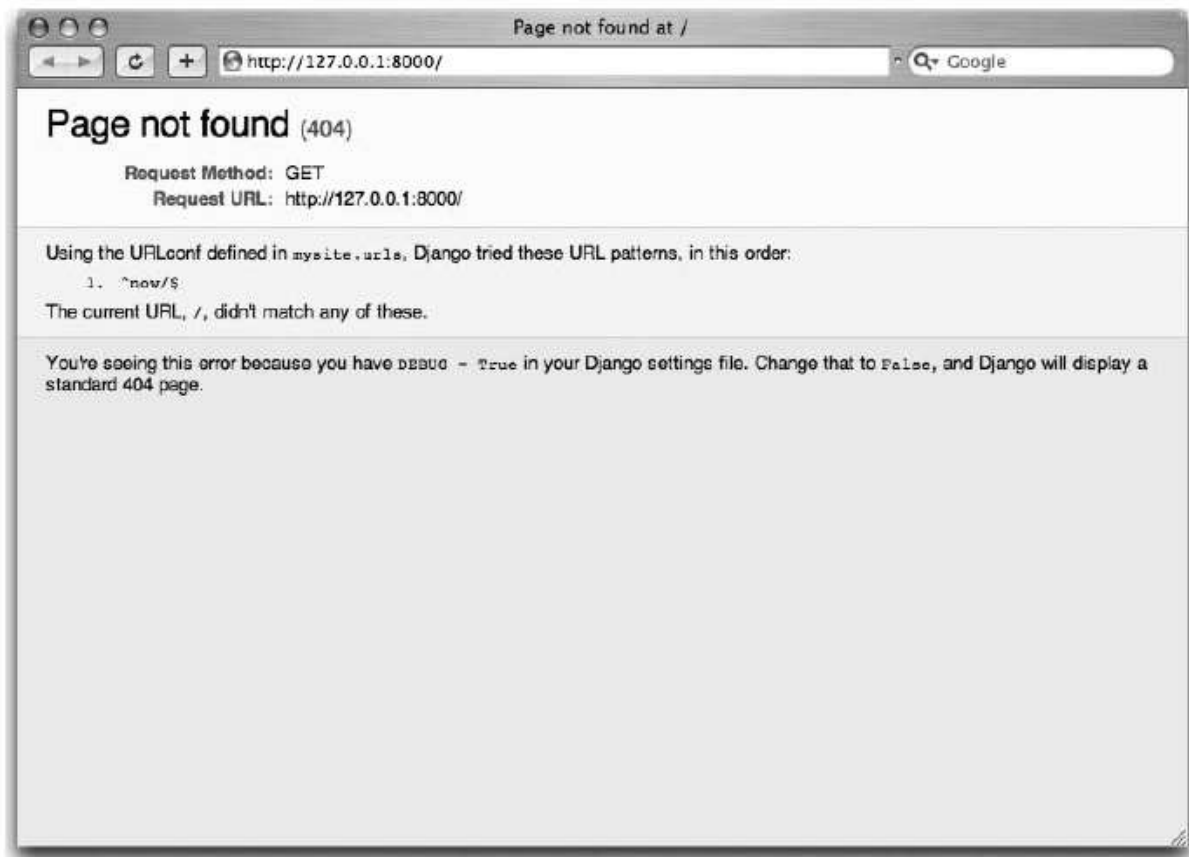 Page not found at /
http://127.0.0.1:8000/
Google
Page not found (404)
Request Method: GET
Request URL: http://127.0.0.1:8000/
Using the URLconf defined in mysite.urls, Django tried these URL patterns, in this order:
1. ^now/$
The current URL, /, didn't match any of these.
You're seeing this error because you have DEBUG = True in your Django settings file. Change that to False, and Django will display a
standard 404 page.